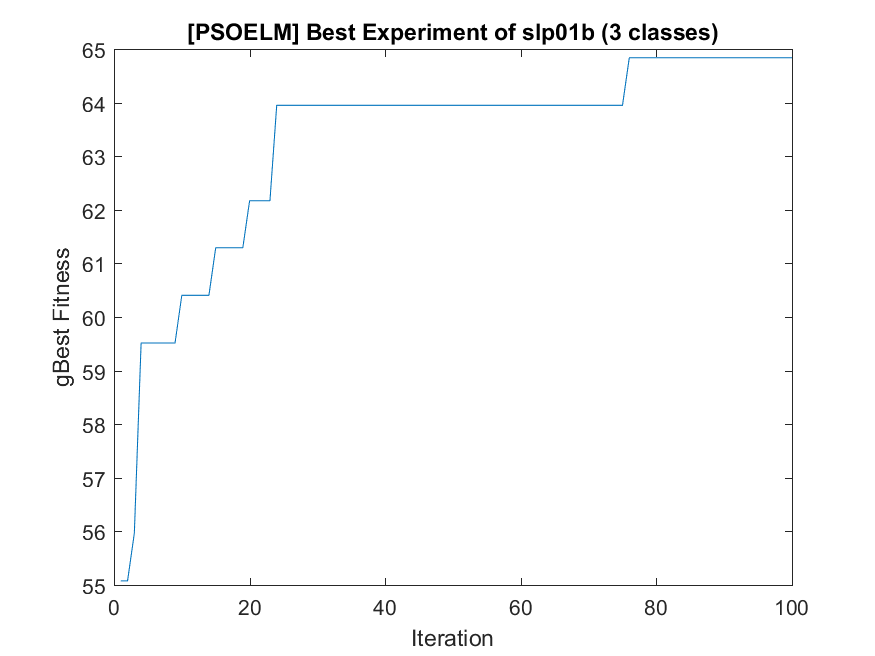 [PSOELM] Best Experiment of slp01b (3 classes)
65
64
63
62
61
60
59
58
57
56
55
gBest Fitness
0 20 40 60 80 100
Iteration